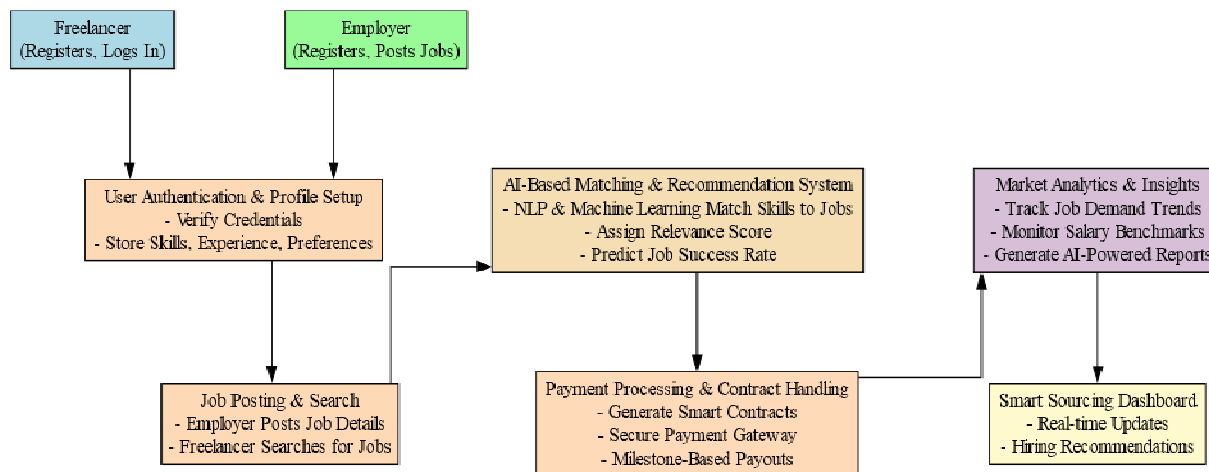 Freelancer
(Registers, Logs In)
Employer
(Registers, Posts Jobs)
User Authentication & Profile Setup
- Verify Credentials
- Store Skills, Experience, Preferences
Job Posting & Search
- Employer Posts Job Details
- Freelancer Searches for Jobs
AI-Based Matching & Recommendation System
- NLP & Machine Learning Match Skills to Jobs
- Assign Relevance Score
- Predict Job Success Rate
Payment Processing & Contract Handling
- Generate Smart Contracts
- Secure Payment Gateway
- Milestone-Based Payouts
Market Analytics & Insights
- Track Job Demand Trends
- Monitor Salary Benchmarks
- Generate AI-Powered Reports
Smart Sourcing Dashboard
- Real-time Updates
- Hiring Recommendations